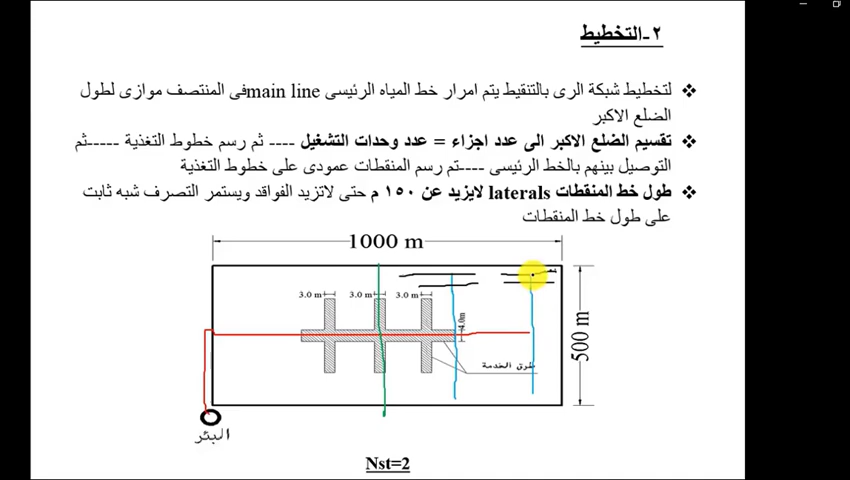 ٢-التخطيط
❖ لتخطيط شبكة الرى بالتنقيط يتم امرار خط المياه الرئيسى main line فى المنتصف موازى لطول
الضلع الاكبر
❖ تقسيم الضلع الاكبر الى عدد اجزاء = عدد وحدات التشغيل ---- ثم رسم خطوط التغذية -----ثم
التوصيل بينهم بالخط الرئيسى ----تم رسم المنقطات عمودى على خطوط التغذية
❖ طول خط المنقطات laterals لايزيد عن ١٥٠ م حتى لاتزيد الفواقد ويستمر التصرف شبه ثابت
على طول خط المنقطات
1000 m
3.0 m 3.0 m 3.0 m
4.0m
500 m
طرق الخدمة
البئر
Nst=2